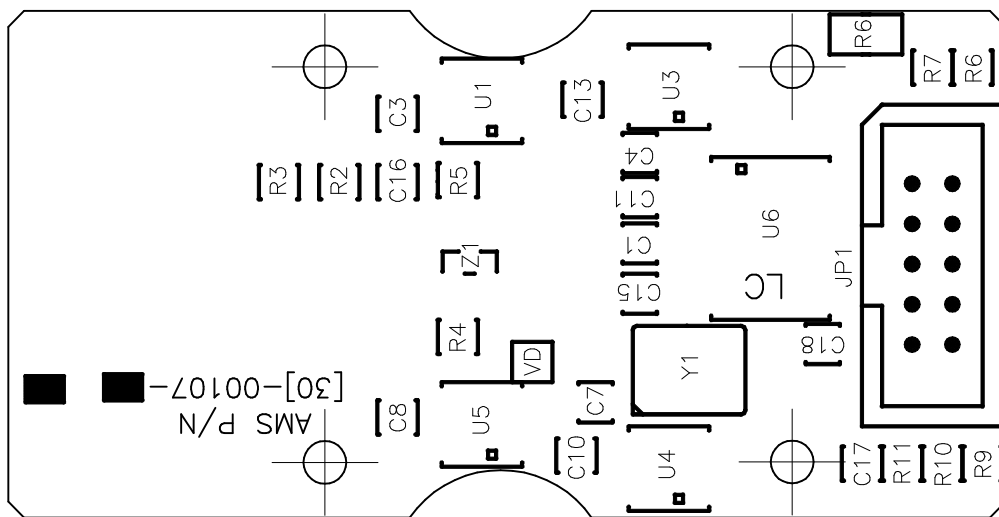 R6
R7
R6
U1
C13
U3
C3
C4
R3
R2
C16
R5
C11
U6
C1
Z1
JP1
C15
LC
R4
VD
Y1
C18
[30]-00107-
AMS P/N
C8
U5
C7
C10
U4
C17
R11
R10
R9